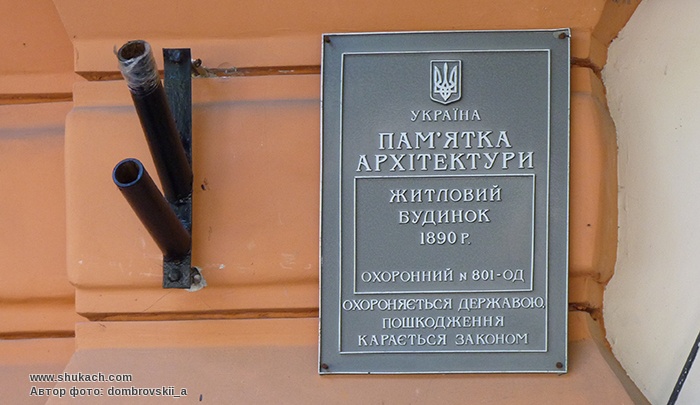 УКРАЇНА
ПАМ'ЯТКА
АРХІТЕКТУРИ
ЖИТЛОВИЙ
БУДИНОК
1890 Р.
ОХОРОННИЙ N 801-ОД
ОХОРОНЯЄТЬСЯ ДЕРЖАВОЮ,
ПОШКОДЖЕННЯ
КАРАЄТЬСЯ ЗАКОНОМ
www.shukach.com
Автор фото: dombrovskii_a